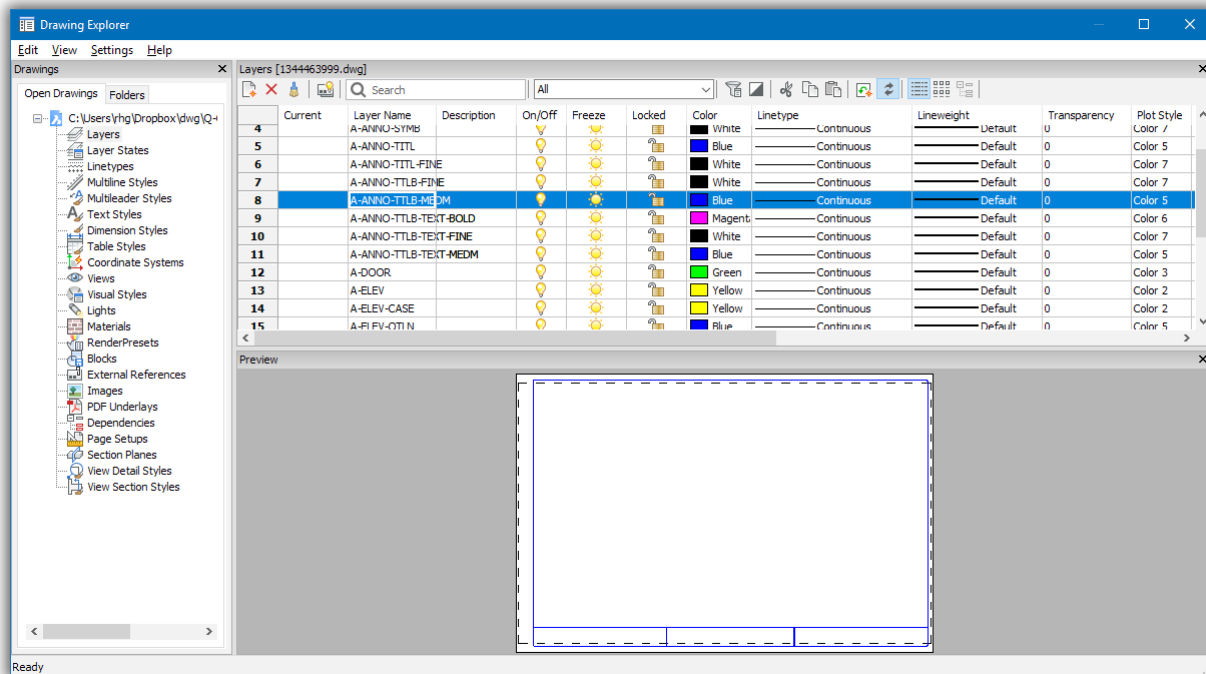 Drawing Explorer
Edit View Settings Help
Drawings
Open Drawings Folders
C:\Users\rhg\Dropbox\dwg\Q-
Layers
Layer States
Linetypes
Multiline Styles
Multileader Styles
Text Styles
Dimension Styles
Table Styles
Coordinate Systems
Views
Visual Styles
Lights
Materials
RenderPresets
Blocks
External References
Images
PDF Underlays
Dependencies
Page Setups
Section Planes
View Detail Styles
View Section Styles
Layers [1344463999.dwg]
Search All
Current Layer Name Description On/Off Freeze Locked Color Linetype Lineweight Transparency Plot Style
4 A-ANNO-SYMB White Continuous Default 0 Color 7
5 A-ANNO-TITL Blue Continuous Default 0 Color 5
6 A-ANNO-TITL-FINE White Continuous Default 0 Color 7
7 A-ANNO-TTLB-FINE White Continuous Default 0 Color 7
8 A-ANNO-TTLB-MEDM Blue Continuous Default 0 Color 5
9 A-ANNO-TTLB-TEXT-BOLD Magent Continuous Default 0 Color 6
10 A-ANNO-TTLB-TEXT-FINE White Continuous Default 0 Color 7
11 A-ANNO-TTLB-TEXT-MEDM Blue Continuous Default 0 Color 5
12 A-DOOR Green Continuous Default 0 Color 3
13 A-ELEV Yellow Continuous Default 0 Color 2
14 A-ELEV-CASE Yellow Continuous Default 0 Color 2
15 A-ELEV-OTLN Blue Continuous Default 0 Color 5
Preview
Ready